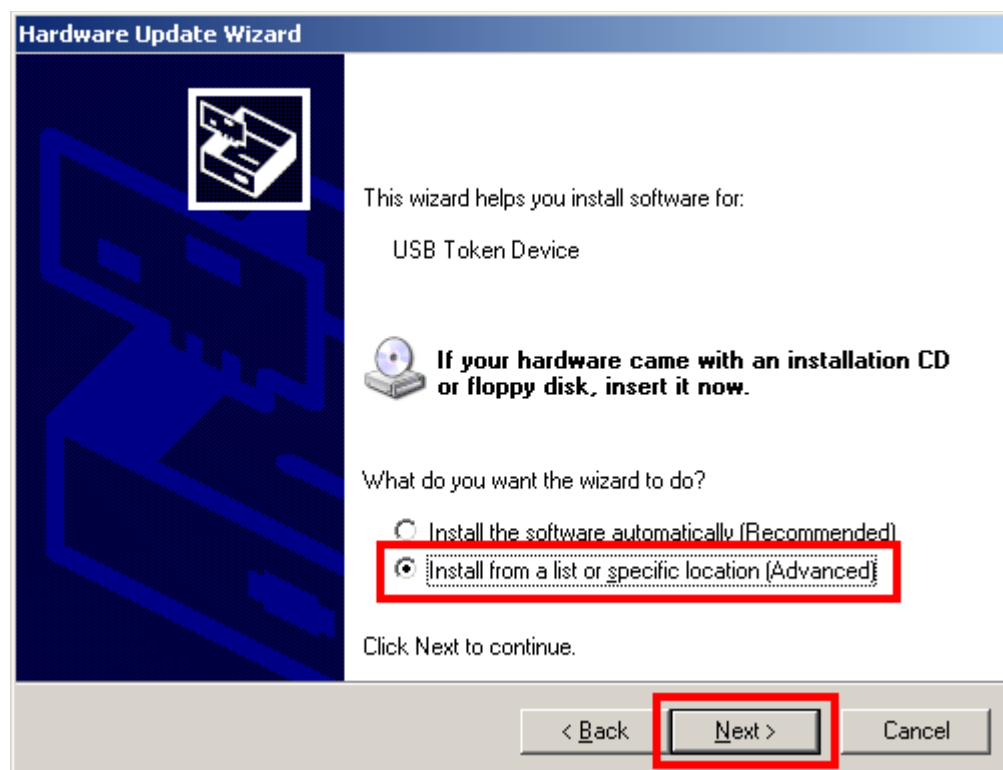 Hardware Update Wizard
This wizard helps you install software for:
USB Token Device
If your hardware came with an installation CD
or floppy disk, insert it now.
What do you want the wizard to do?
Install the software automatically (Recommended)
Install from a list or specific location (Advanced)
Click Next to continue.
< Back
Next >
Cancel